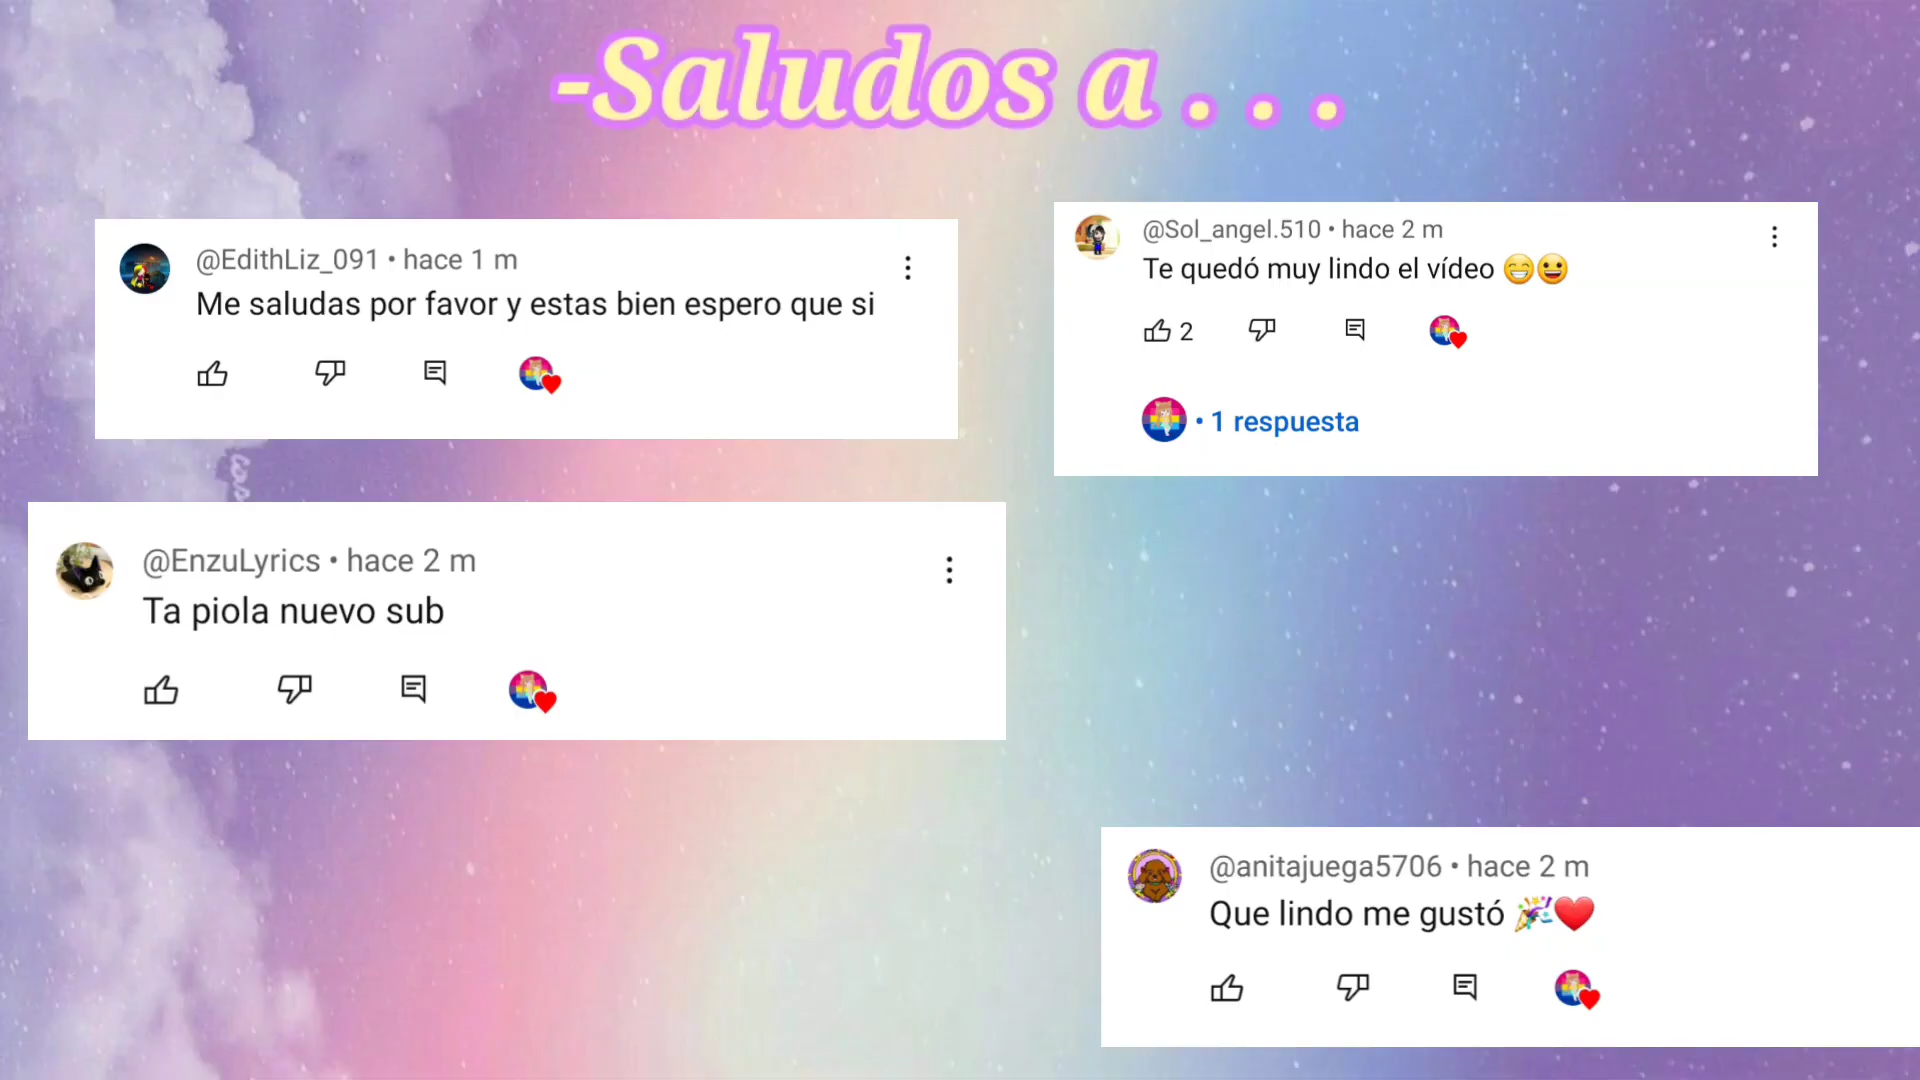 -Saludos a . . .
@EdithLiz_091 • hace 1 m
Me saludas por favor y estas bien espero que si
@Sol_angel.510 • hace 2 m
Te quedó muy lindo el vídeo 😁😀
2
• 1 respuesta
@EnzuLyrics • hace 2 m
Ta piola nuevo sub
@anitajuega5706 • hace 2 m
Que lindo me gustó 🎉❤️